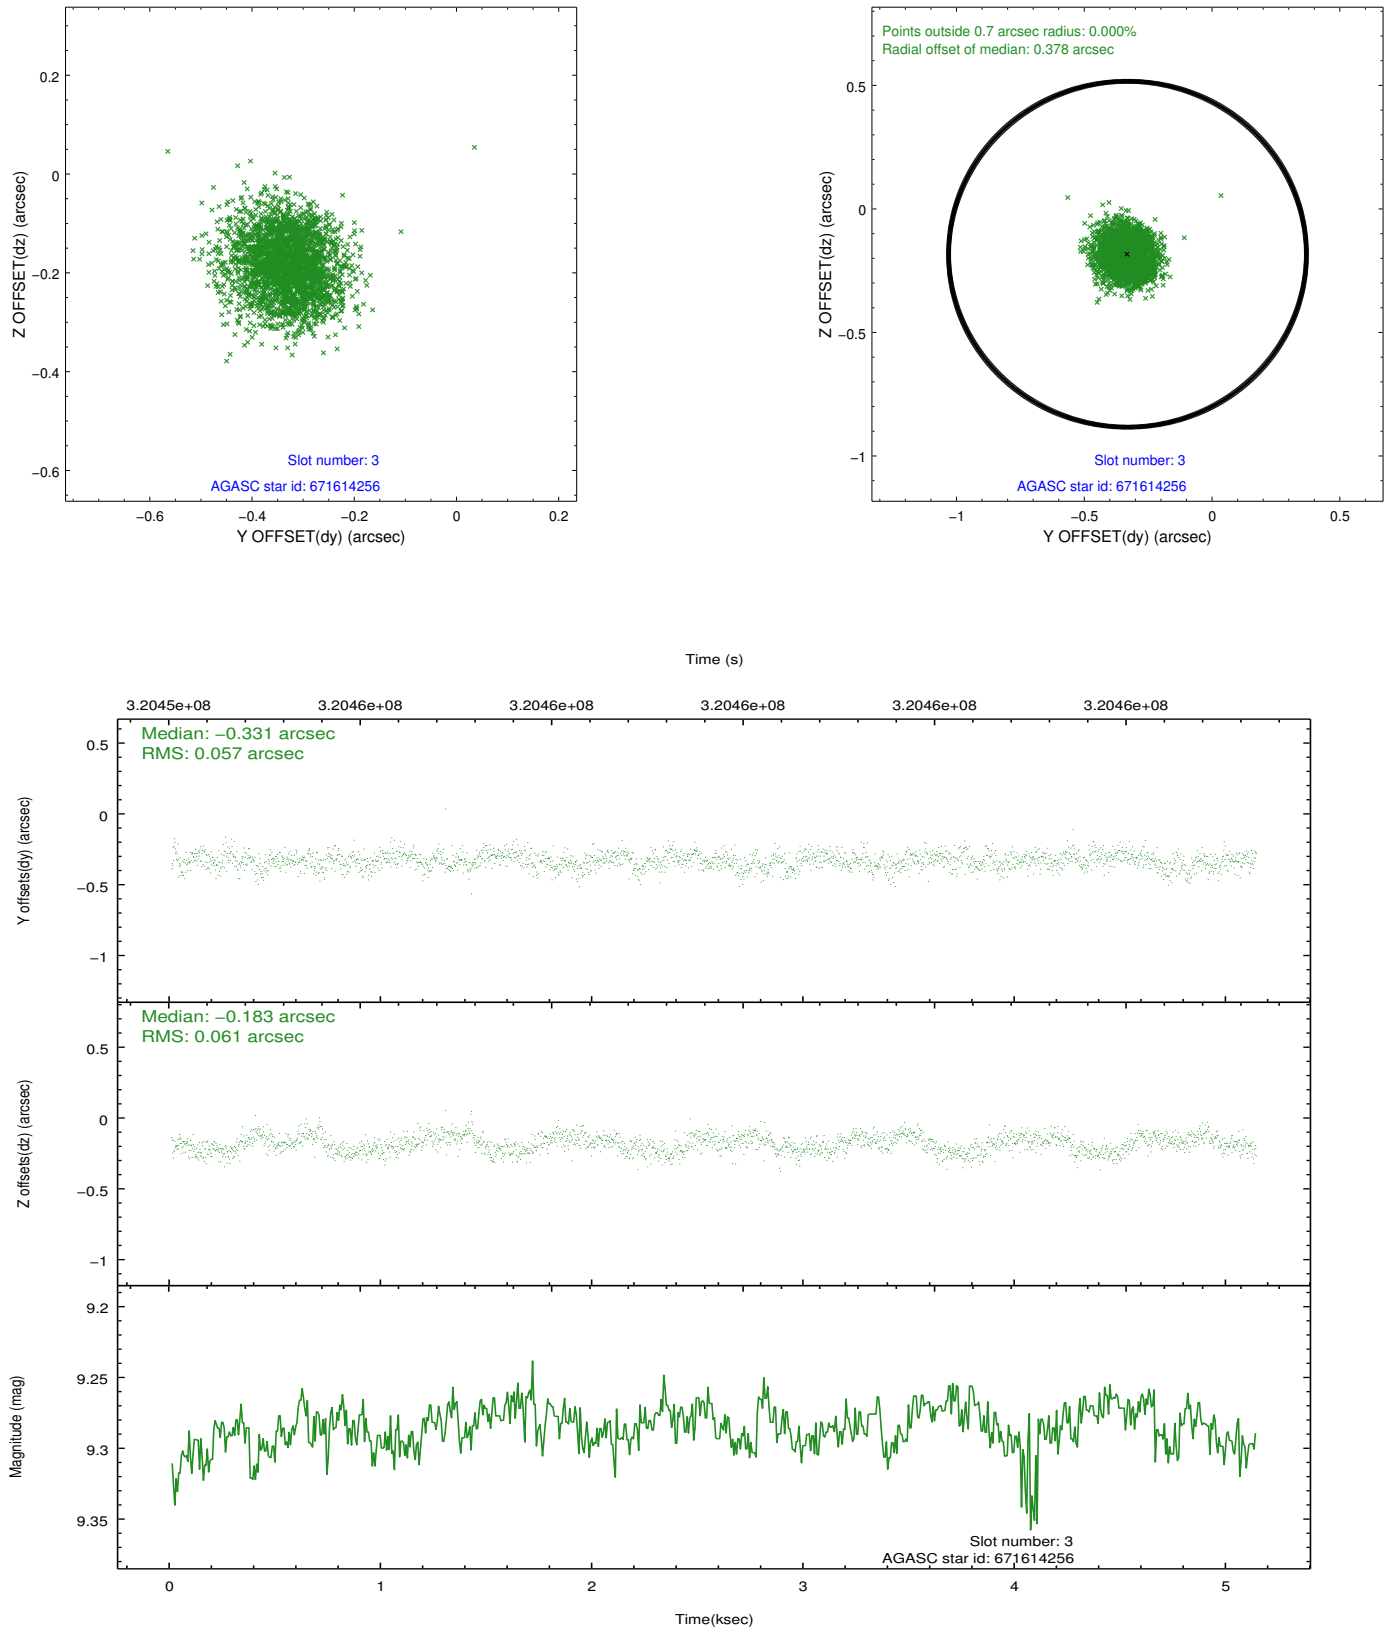 0.2
0
−0.2
−0.4
−0.6
Z OFFSET(dz) (arcsec)
Slot number: 3
AGASC star id: 671614256
−0.6
−0.4
−0.2
0
0.2
Y OFFSET(dy) (arcsec)
Points outside 0.7 arcsec radius: 0.000%
Radial offset of median: 0.378 arcsec
0.5
0
−0.5
−1
Z OFFSET(dz) (arcsec)
Slot number: 3
AGASC star id: 671614256
−1
−0.5
0
0.5
Y OFFSET(dy) (arcsec)
Time (s)
3.2045e+08
3.2046e+08
3.2046e+08
3.2046e+08
3.2046e+08
3.2046e+08
Median: −0.331 arcsec
RMS: 0.057 arcsec
0.5
0
−0.5
−1
Y offsets(dy) (arcsec)
Median: −0.183 arcsec
RMS: 0.061 arcsec
0.5
0
−0.5
−1
Z offsets(dz) (arcsec)
9.2
9.25
9.3
9.35
Magnitude (mag)
Slot number: 3
AGASC star id: 671614256
0
1
2
3
4
5
Time(ksec)